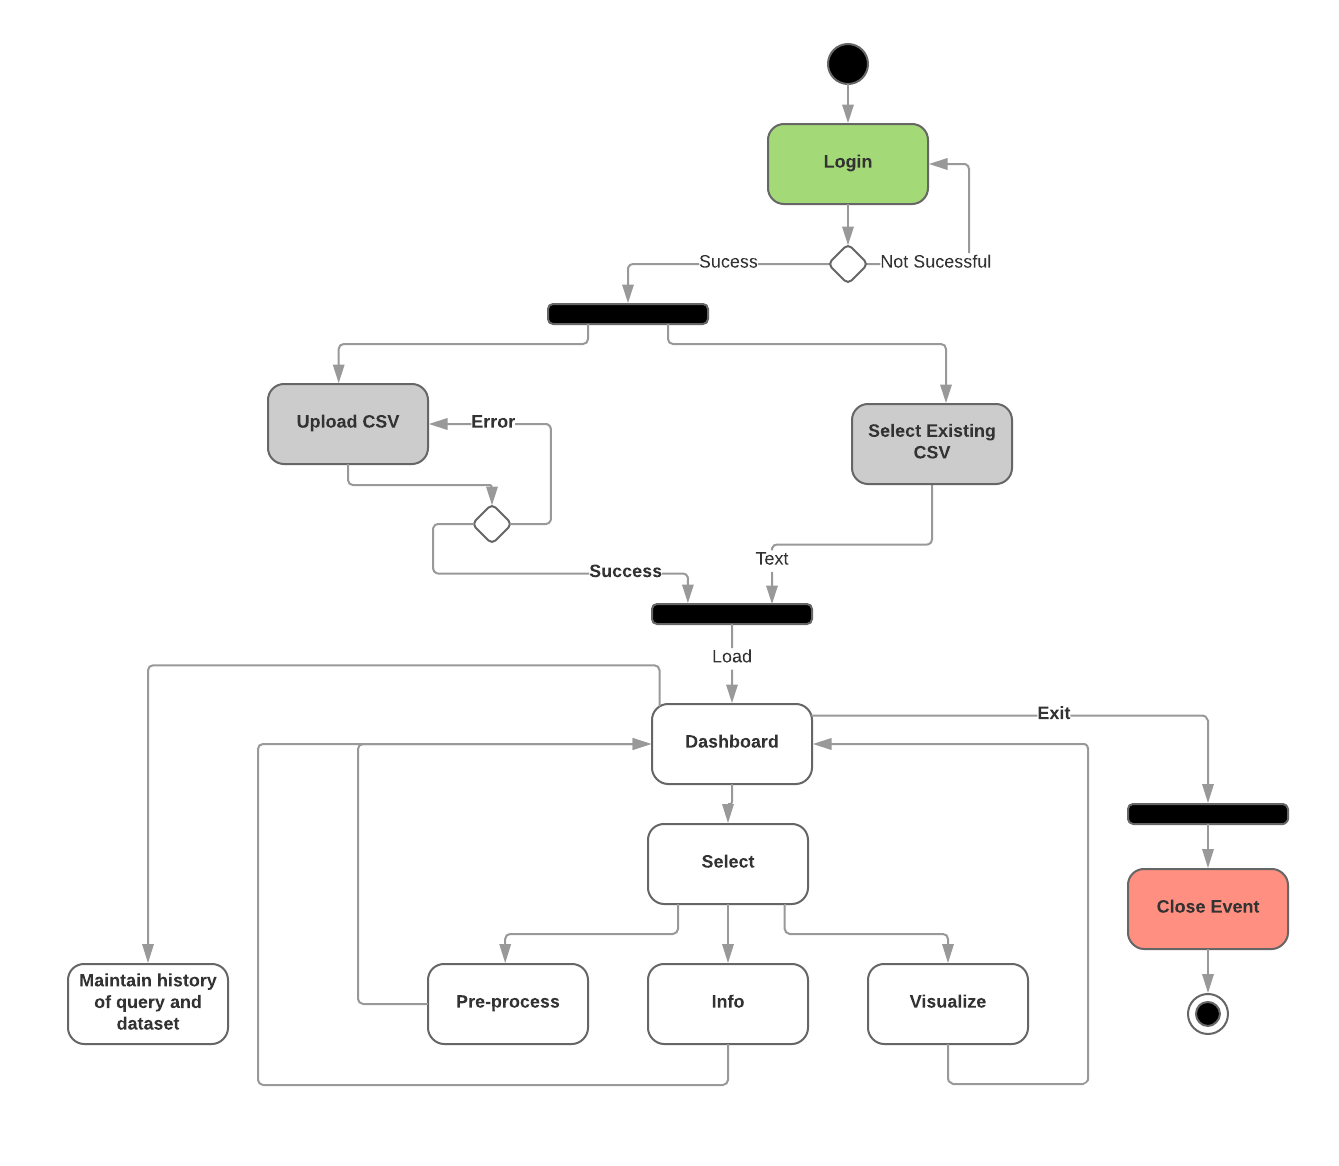 Login
Sucess
Not Sucessful
Upload CSV
Error
Select Existing
CSV
Text
Success
Load
Exit
Dashboard
Select
Close Event
Maintain history
of query and
dataset
Pre-process
Info
Visualize